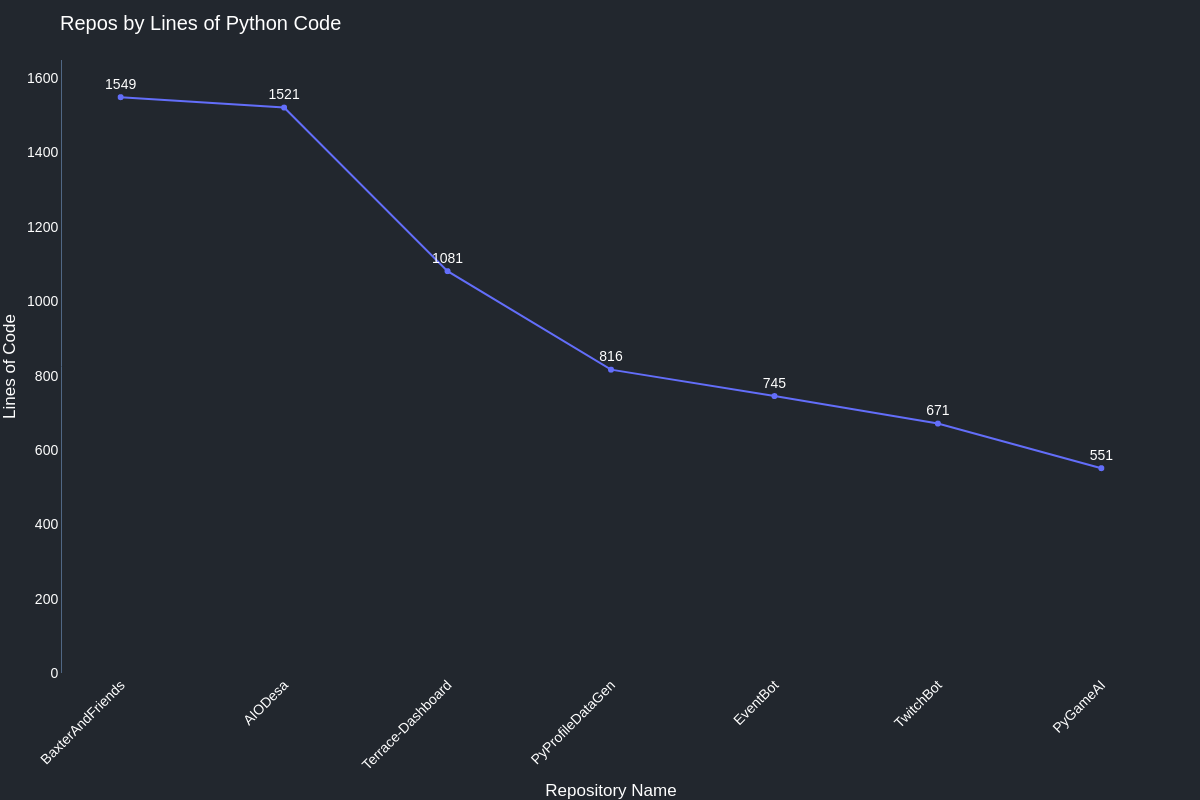 Repos by Lines of Python Code
1600
1400
1200
1000
800
600
400
200
0
Lines of Code
1549
1521
1081
816
745
671
551
BaxterAndFriends
AIODesa
Terrace-Dashboard
PyProfileDataGen
EventBot
TwitchBot
PyGameAI
Repository Name